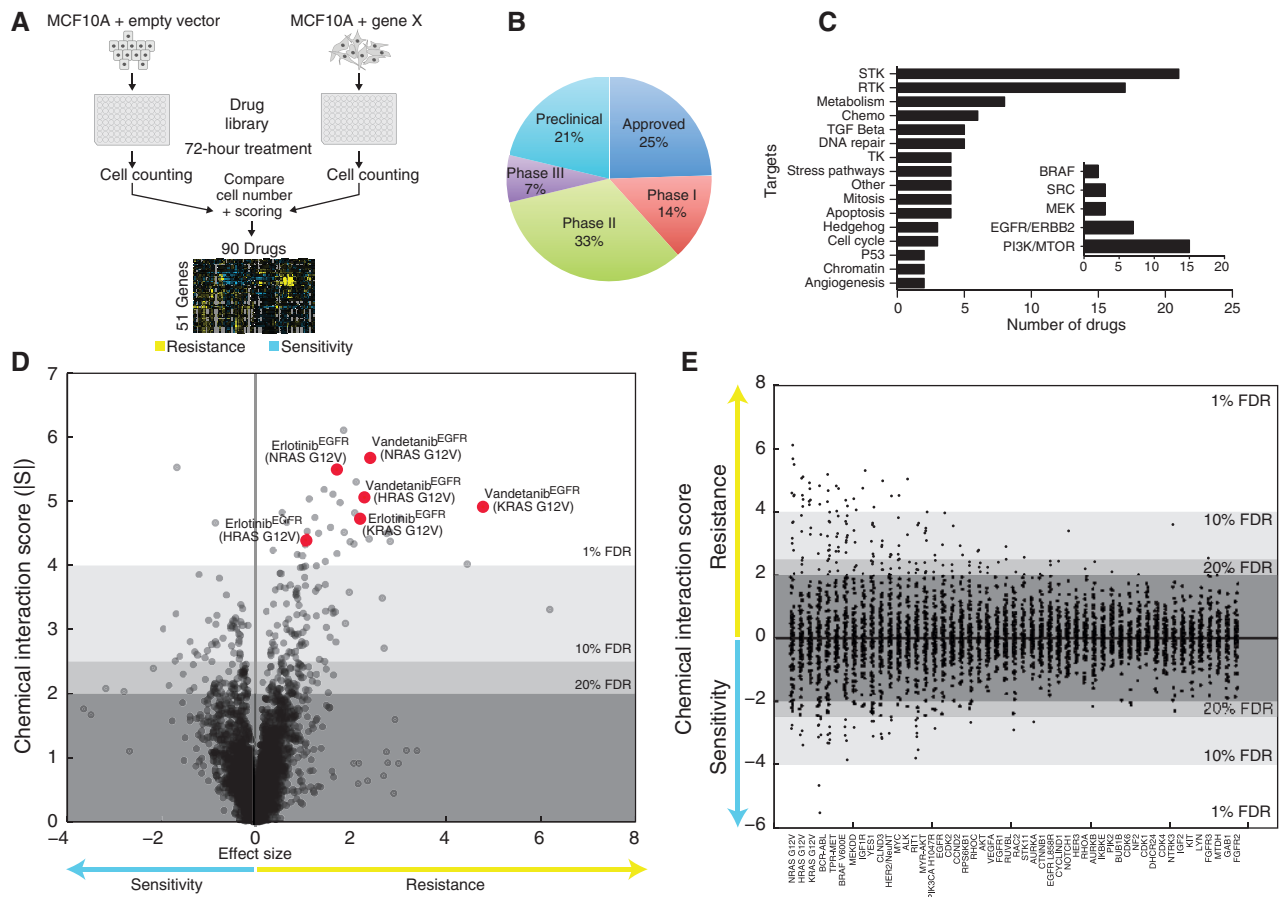 A
MCF10A + empty vector
MCF10A + gene X
Drug
library
72-hour treatment
Cell counting
Cell counting
Compare
cell number
+ scoring
90 Drugs
51 Genes
Resistance
Sensitivity
B
Approved
25%
Phase I
14%
Phase II
33%
Phase III
7%
Preclinical
21%
C
Targets
STK
RTK
Metabolism
Chemo
TGF Beta
DNA repair
TK
Stress pathways
Other
Mitosis
Apoptosis
Hedgehog
Cell cycle
P53
Chromatin
Angiogenesis
0 5 10 15 20 25
Number of drugs
BRAF
SRC
MEK
EGFR/ERBB2
PI3K/MTOR
0 5 10 15 20
D
Chemical interaction score (|S|)
7
6
5
4
3
2
1
0
Erlotinib EGFR
(NRAS G12V)
Vandetanib EGFR
(NRAS G12V)
Vandetanib EGFR
(HRAS G12V)
Vandetanib EGFR
(KRAS G12V)
Erlotinib EGFR
(HRAS G12V)
Erlotinib EGFR
(KRAS G12V)
1% FDR
10% FDR
20% FDR
−4 −2 0 2 4 6 8
Effect size
Sensitivity
Resistance
E
Resistance
Sensitivity
Chemical interaction score
8
6
4
2
0
−2
−4
−6
1% FDR
10% FDR
20% FDR
20% FDR
10% FDR
1% FDR
NRAS G12V
HRAS G12V
KRAS G12V
BCR-ABL
TPR-MET
BRAF V600E
MEKDD
IGF1R
YES1
CLND3
HER2/NeuNT
MYC
ALK
RIT1
MYR-AKT
PIK3CA H1047R
EGFR
CDK2
CCND2
RPS6KB1
RHOC
AKT
VEGFA
FGFR1
RUVBL
RAC2
STK11
AURKA
CTNNB1
EGFR L858R
CYCLIND1
NOTCH1
HER3
RHOA
AURKB
IKBKE
PIK2
BUB1B
CDK6
NF2
CDK1
DHCR24
CDK4
NTRK3
IGF2
KIT
LYN
FGFR3
MTDH
GAB1
FGFR2